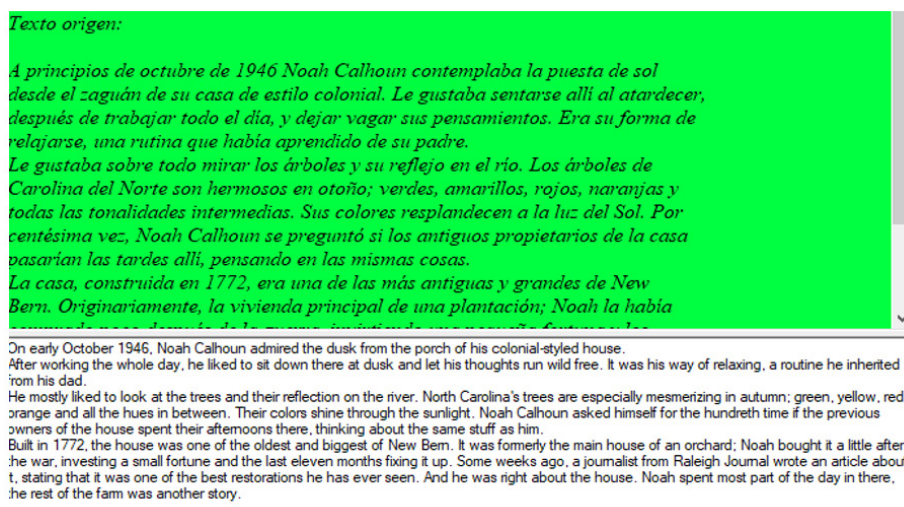 Texto origen:
A principios de octubre de 1946 Noah Calhoun contemplaba la puesta de sol
desde el zaguán de su casa de estilo colonial. Le gustaba sentarse allí al atardecer,
después de trabajar todo el día, y dejar vagar sus pensamientos. Era su forma de
relajarse, una rutina que había aprendido de su padre.
Le gustaba sobre todo mirar los árboles y su reflejo en el río. Los árboles de
Carolina del Norte son hermosos en otoño; verdes, amarillos, rojos, naranjas y
todas las tonalidades intermedias. Sus colores resplandecen a la luz del Sol. Por
centésima vez, Noah Calhoun se preguntó si los antiguos propietarios de la casa
pasarían las tardes allí, pensando en las mismas cosas.
La casa, construida en 1772, era una de las más antiguas y grandes de New
Bern. Originariamente, la vivienda principal de una plantación; Noah la había
On early October 1946, Noah Calhoun admired the dusk from the porch of his colonial-styled house.
After working the whole day, he liked to sit down there at dusk and let his thoughts run wild free. It was his way of relaxing, a routine he inherited
from his dad.
He mostly liked to look at the trees and their reflection on the river. North Carolina's trees are especially mesmerizing in autumn; green, yellow, red
orange and all the hues in between. Their colors shine through the sunlight. Noah Calhoun asked himself for the hundreth time if the previous
owners of the house spent their afternoons there, thinking about the same stuff as him.
Built in 1772, the house was one of the oldest and biggest of New Bern. It was formerly the main house of an orchard; Noah bought it a little after
the war, investing a small fortune and the last eleven months fixing it up. Some weeks ago, a journalist from Raleigh Journal wrote an article abou
t, stating that it was one of the best restorations he has ever seen. And he was right about the house. Noah spent most part of the day in there,
the rest of the farm was another story.